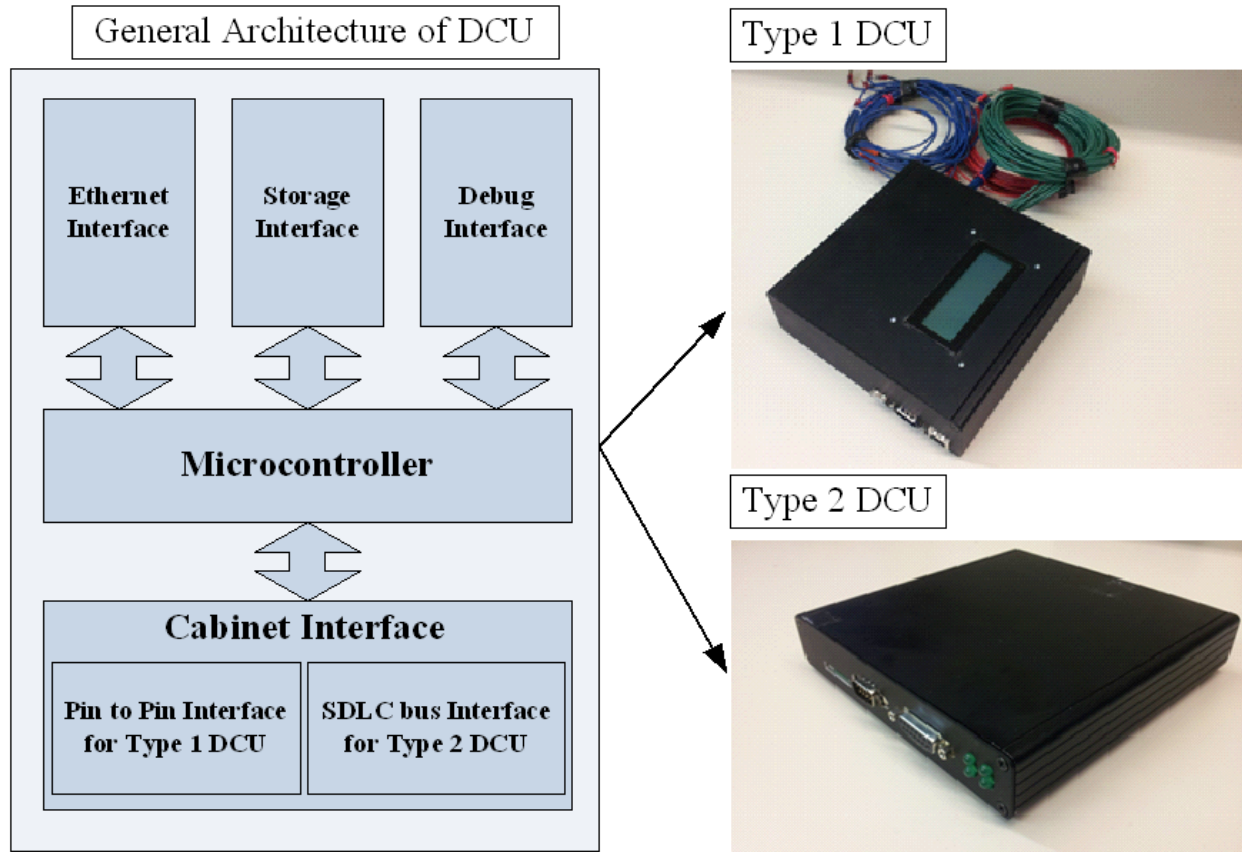 General Architecture of DCU
Ethernet
Interface
Storage
Interface
Debug
Interface
Microcontroller
Cabinet Interface
Pin to Pin Interface
for Type 1 DCU
SDLC bus Interface
for Type 2 DCU
Type 1 DCU
Type 2 DCU